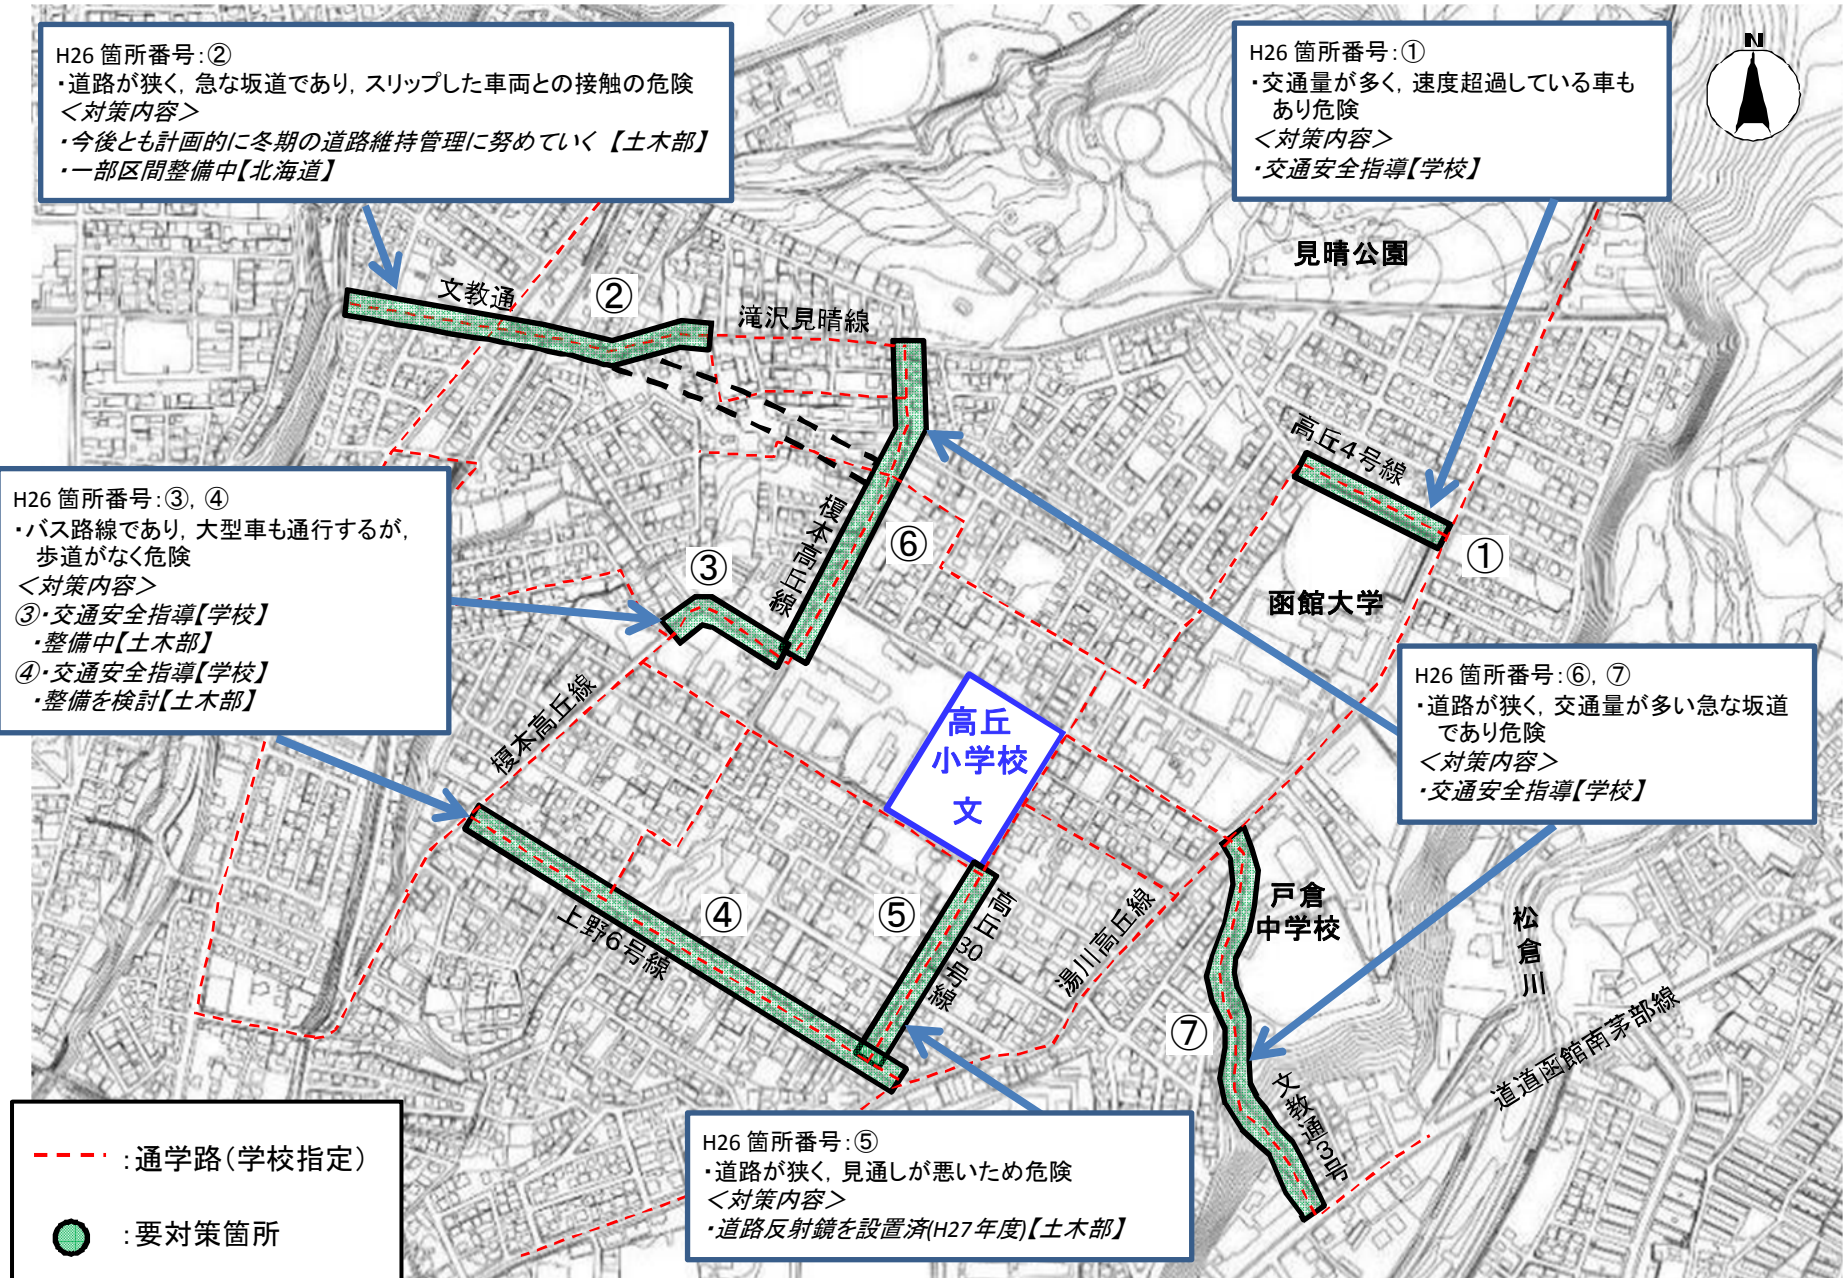 H26 箇所番号:②
・道路が狭く, 急な坂道であり, スリップした車両との接触の危険
＜対策内容＞
・今後とも計画的に冬期の道路維持管理に努めていく【土木部】
・一部区間整備中【北海道】
H26 箇所番号:①
・交通量が多く, 速度超過している車も
あり危険
＜対策内容＞
・交通安全指導【学校】
N
見晴公園
文教通
②
滝沢見晴線
高丘4号線
①
函館大学
H26 箇所番号:③, ④
・バス路線であり, 大型車も通行するが,
歩道がなく危険
＜対策内容＞
③・交通安全指導【学校】
・整備中【土木部】
④・交通安全指導【学校】
・整備を検討【土木部】
③
榎本高丘線
⑥
榎本高丘線
高丘
小学校
文
H26 箇所番号:⑥, ⑦
・道路が狭く, 交通量が多い急な坂道
であり危険
＜対策内容＞
・交通安全指導【学校】
④
上野6号線
⑤
高丘30号線
湯川高丘線
戸倉
中学校
松倉川
⑦
文教通3号
道道函館南茅部線
H26 箇所番号:⑤
・道路が狭く, 見通しが悪いため危険
＜対策内容＞
・道路反射鏡を設置済(H27年度)【土木部】
:通学路(学校指定)
:要対策箇所